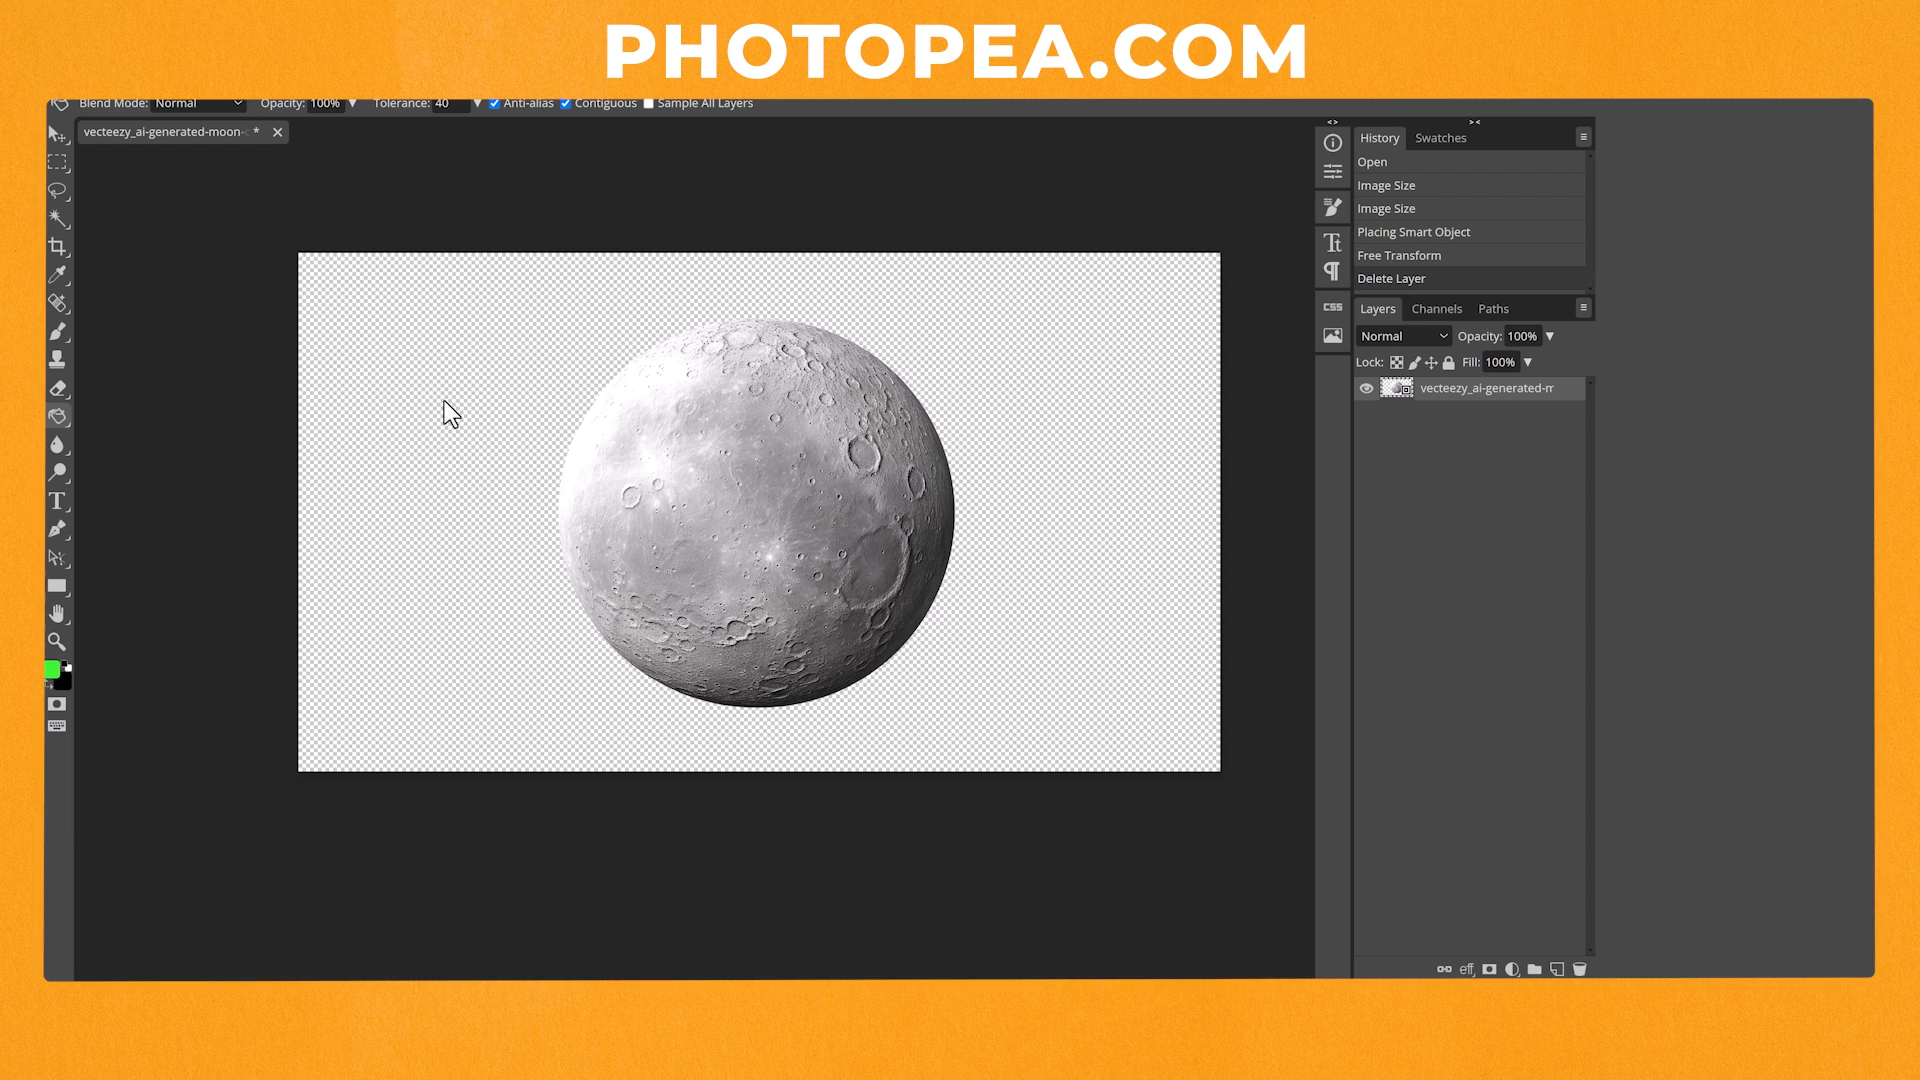 PHOTOPEA.COM
Blend Mode: Normal Opacity: 100% Tolerance: 40 Anti-alias Contiguous Sample All Layers
vecteezy_ai-generated-moon- *
History Swatches
Open
Image Size
Image Size
Placing Smart Object
Free Transform
Delete Layer
Layers Channels Paths
Normal Opacity: 100%
Lock: Fill: 100%
vecteezy_ai-generated-m
CSS
eff